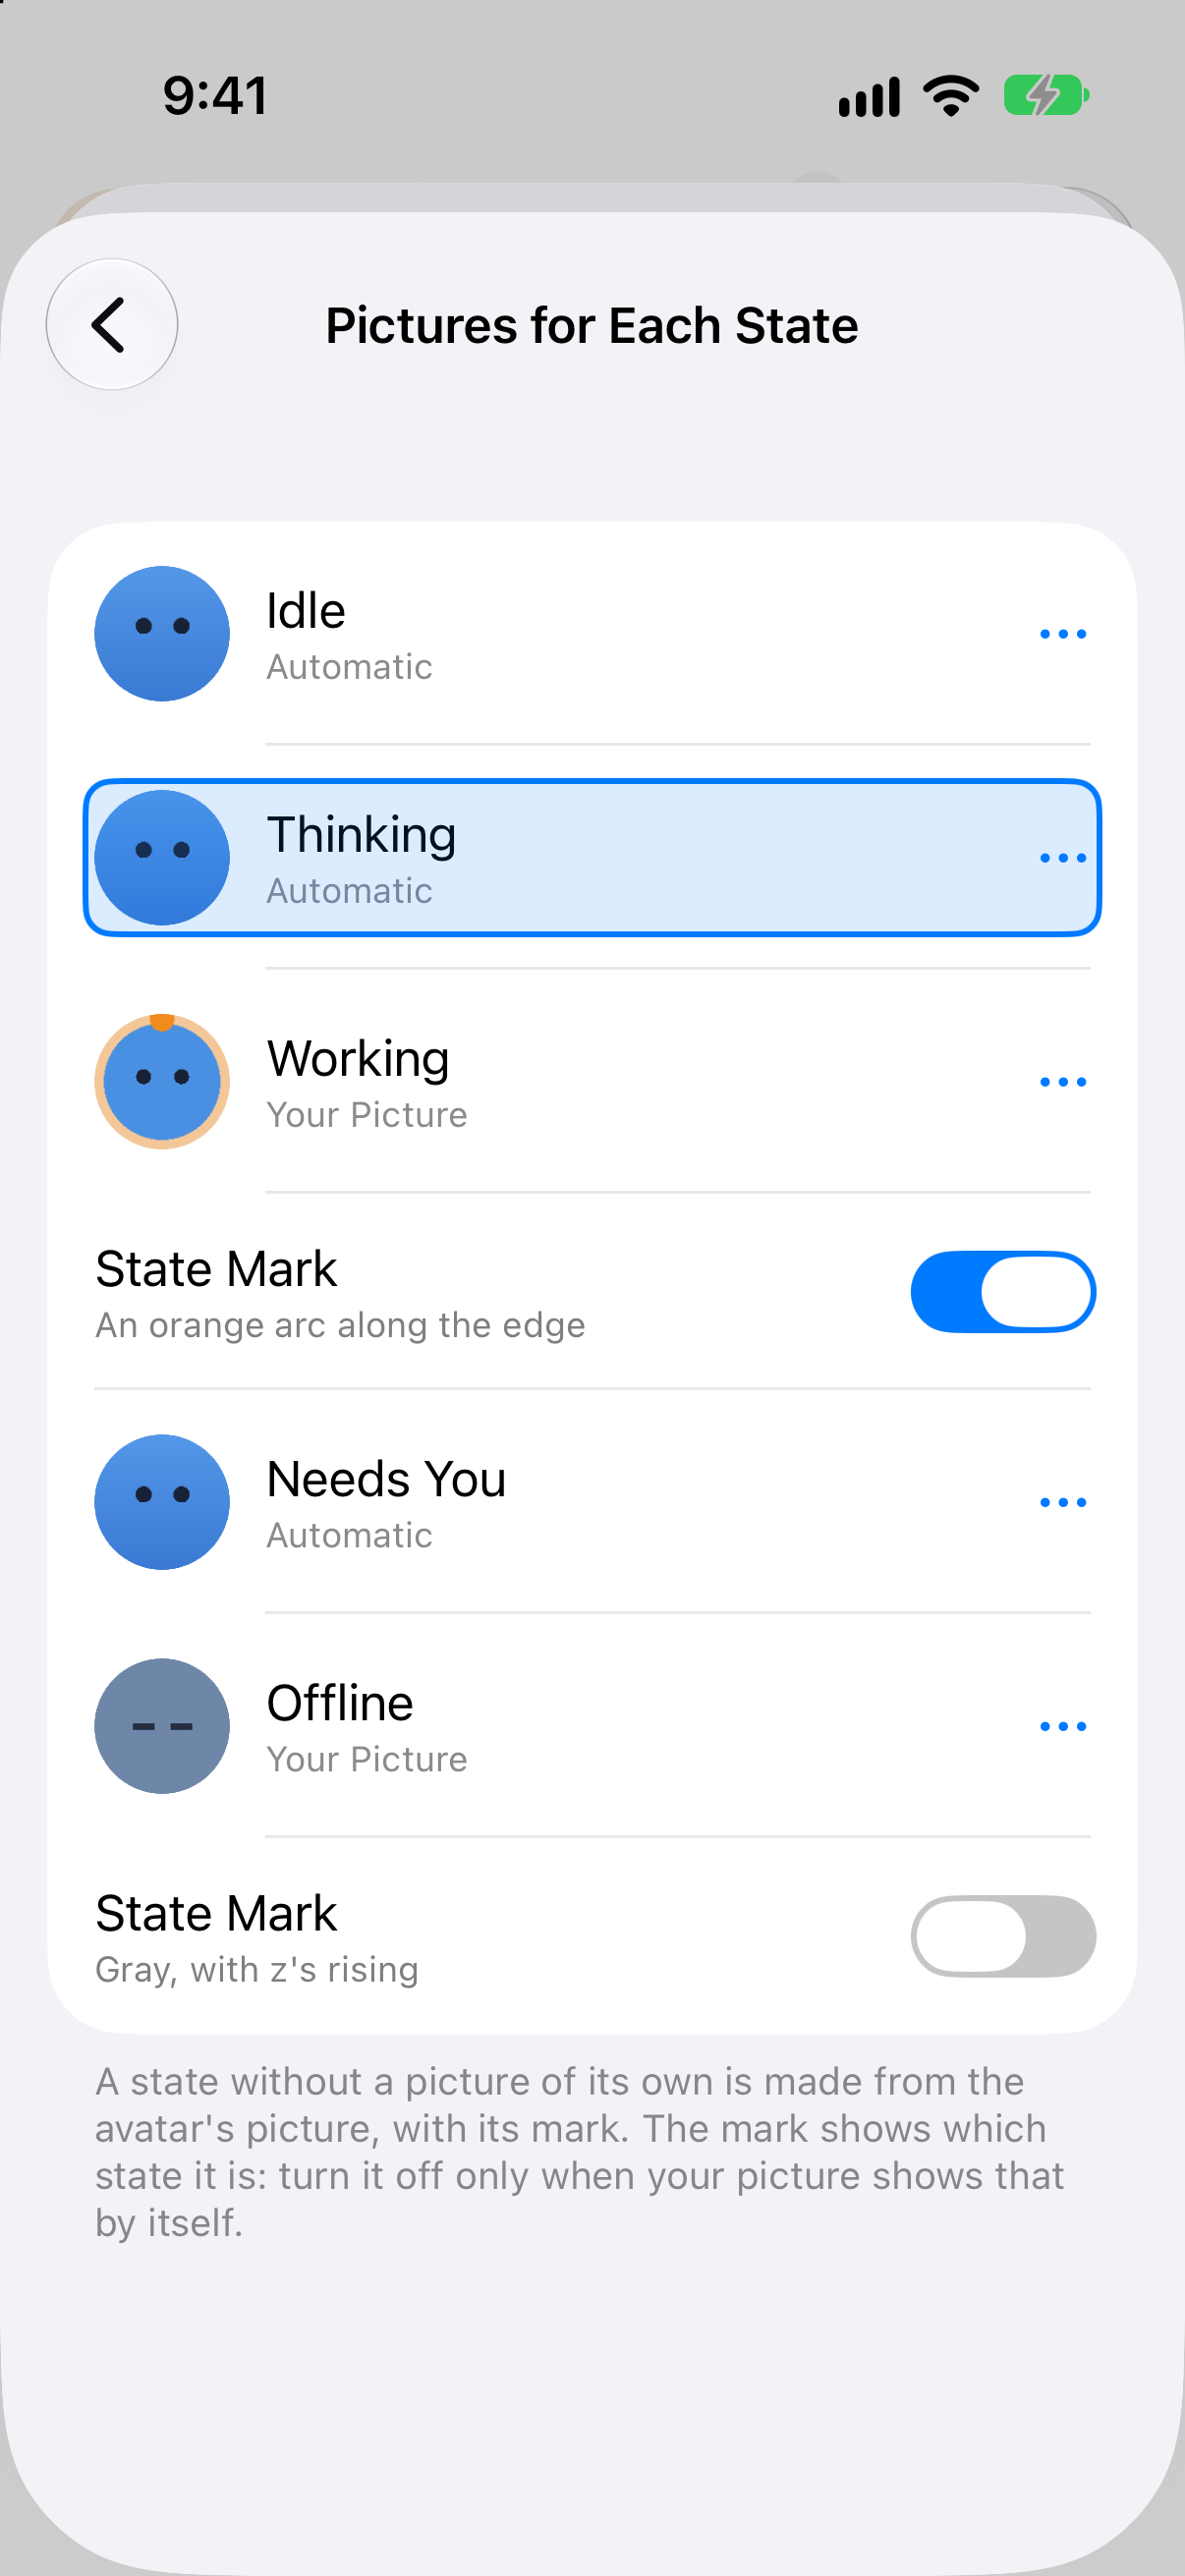 9:41
Pictures for Each State
Idle
Automatic
Thinking
Automatic
Working
Your Picture
State Mark
An orange arc along the edge
Needs You
Automatic
Offline
Your Picture
State Mark
Gray, with z's rising
A state without a picture of its own is made from the
avatar's picture, with its mark. The mark shows which
state it is: turn it off only when your picture shows that
by itself.